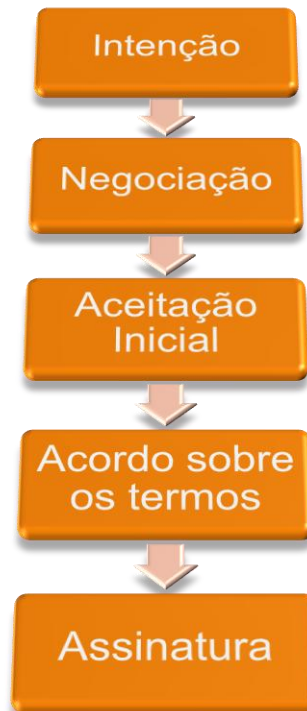 Intenção
Negociação
Aceitação
Inicial
Acordo sobre
os termos
Assinatura